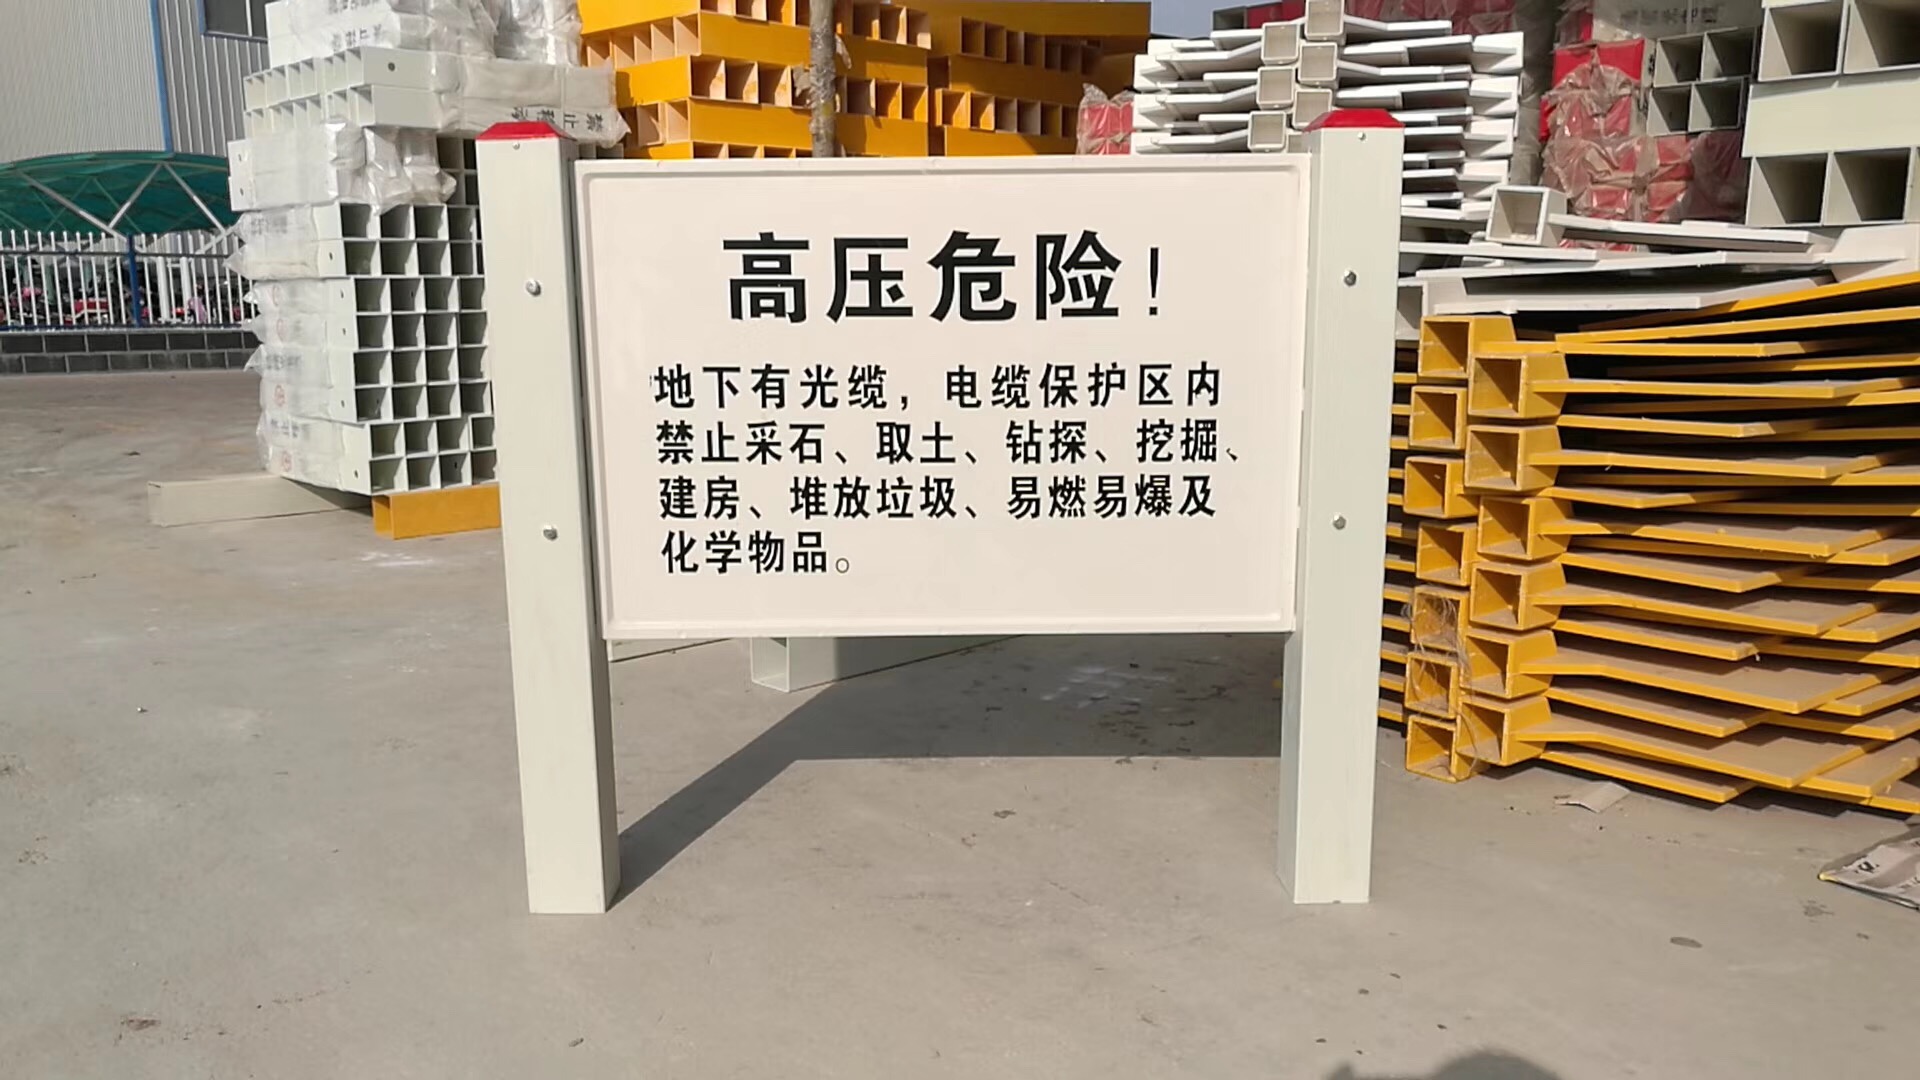 高压危险！
地下有光缆，电缆保护区内
禁止采石、取土、钻探、挖掘、
建房、堆放垃圾、易燃易爆及
化学物品。